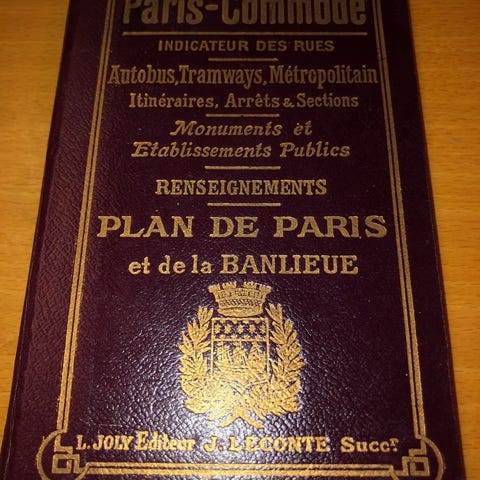 Paris-Commode
INDICATEUR DES RUES
Autobus, Tramways, Métropolitain
Itinéraires, Arrêts & Sections
Monuments et
Etablissements Publics
RENSEIGNEMENTS
PLAN DE PARIS
et de la BANLIEUE
L. JOLY Editeur J. LECONTE Succr.